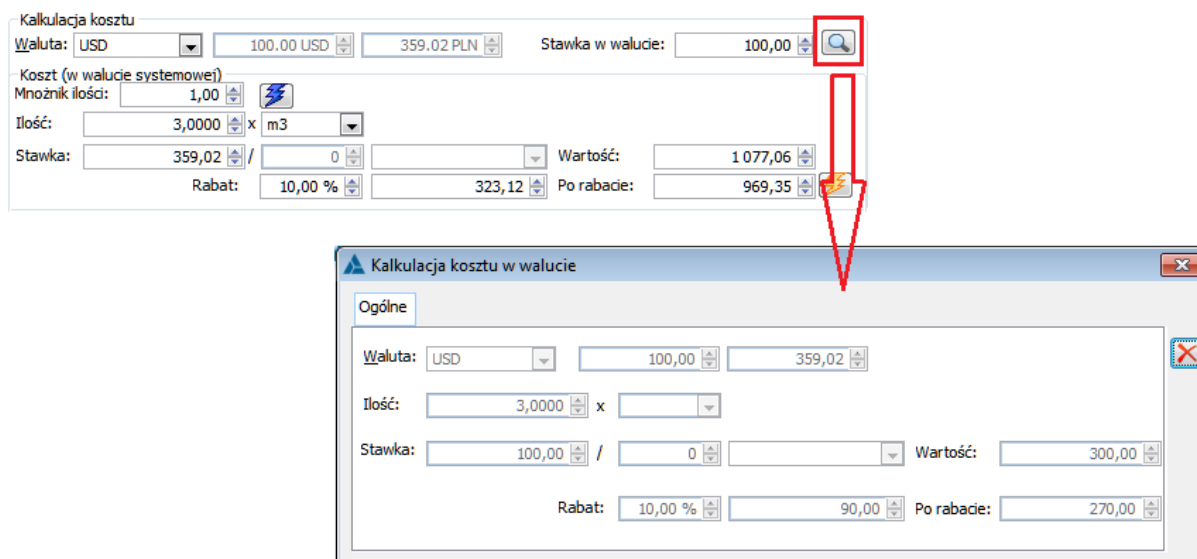 Kalkulacja kosztu
Waluta: USD 100.00 USD 359.02 PLN Stawka w walucie: 100,00
Koszt (w walucie systemowej)
Mnożnik ilości: 1,00
Ilość: 3,0000 x m3
Stawka: 359,02 / 0 Wartość: 1 077,06
Rabat: 10,00 % 323,12 Po rabacie: 969,35
Kalkulacja kosztu w walucie
Ogólne
Waluta: USD 100,00 359,02
Ilość: 3,0000 x
Stawka: 100,00 / 0 Wartość: 300,00
Rabat: 10,00 % 90,00 Po rabacie: 270,00